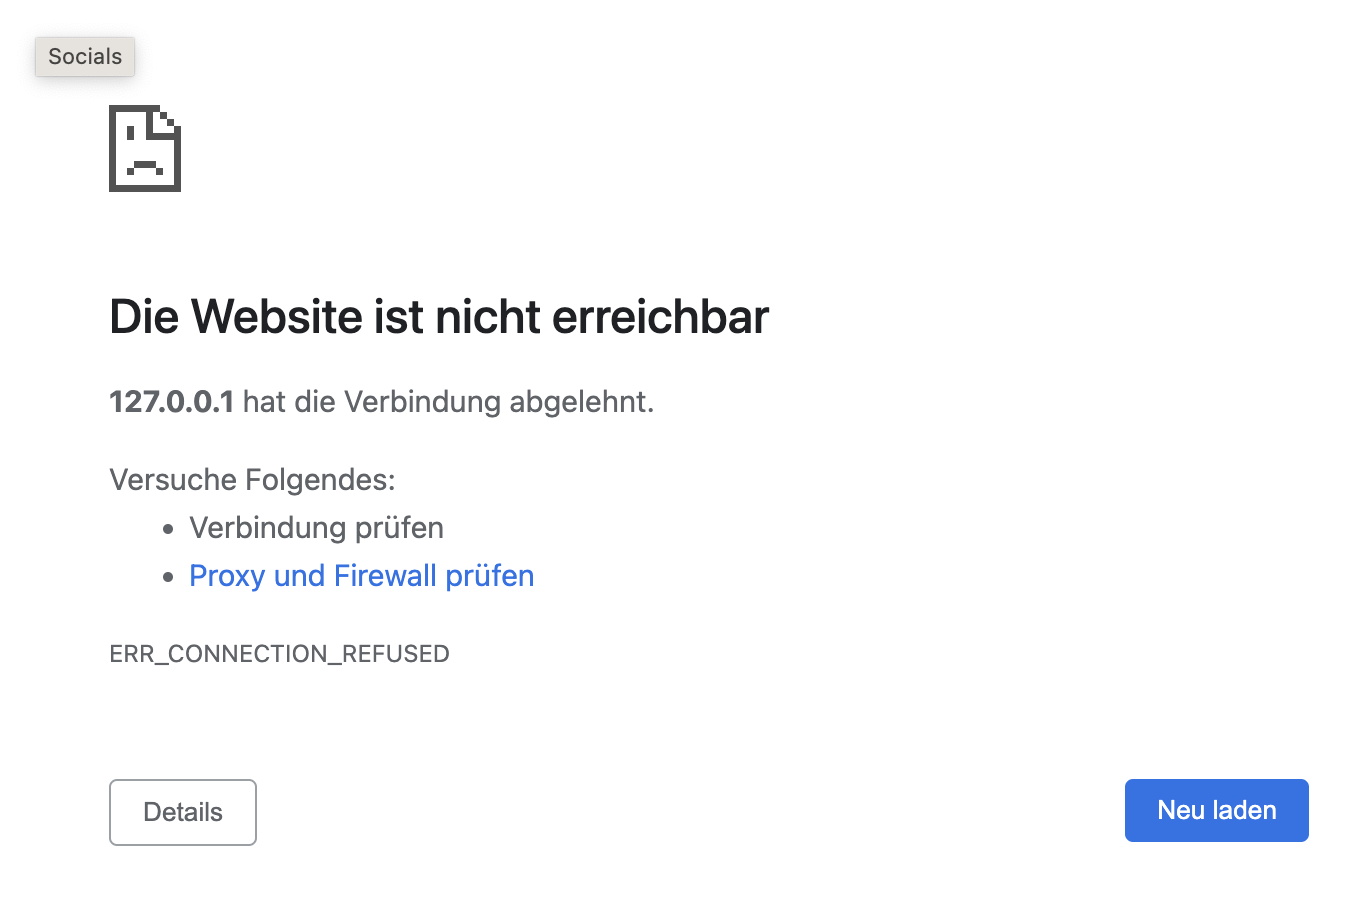 Socials
Die Website ist nicht erreichbar
127.0.0.1 hat die Verbindung abgelehnt.
Versuche Folgendes:
• Verbindung prüfen
• Proxy und Firewall prüfen
ERR_CONNECTION_REFUSED
Details
Neu laden